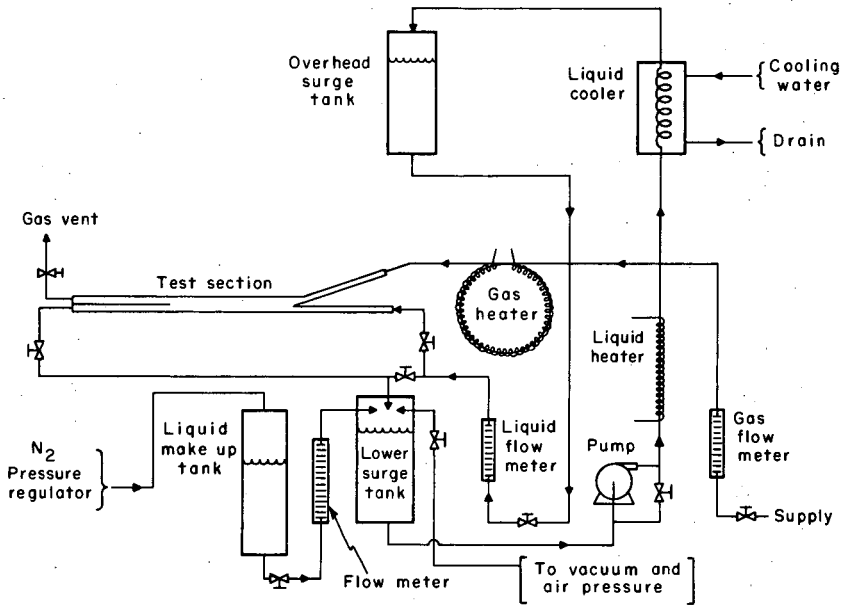 Overhead
surge
tank
Liquid
cooler
Cooling
water
Drain
Gas vent
Test section
Gas
heater
Liquid
heater
Liquid
make up
tank
N2
Pressure
regulator
Lower
surge
tank
Liquid
flow
meter
Pump
Gas
flow
meter
Supply
Flow meter
To vacuum and
air pressure